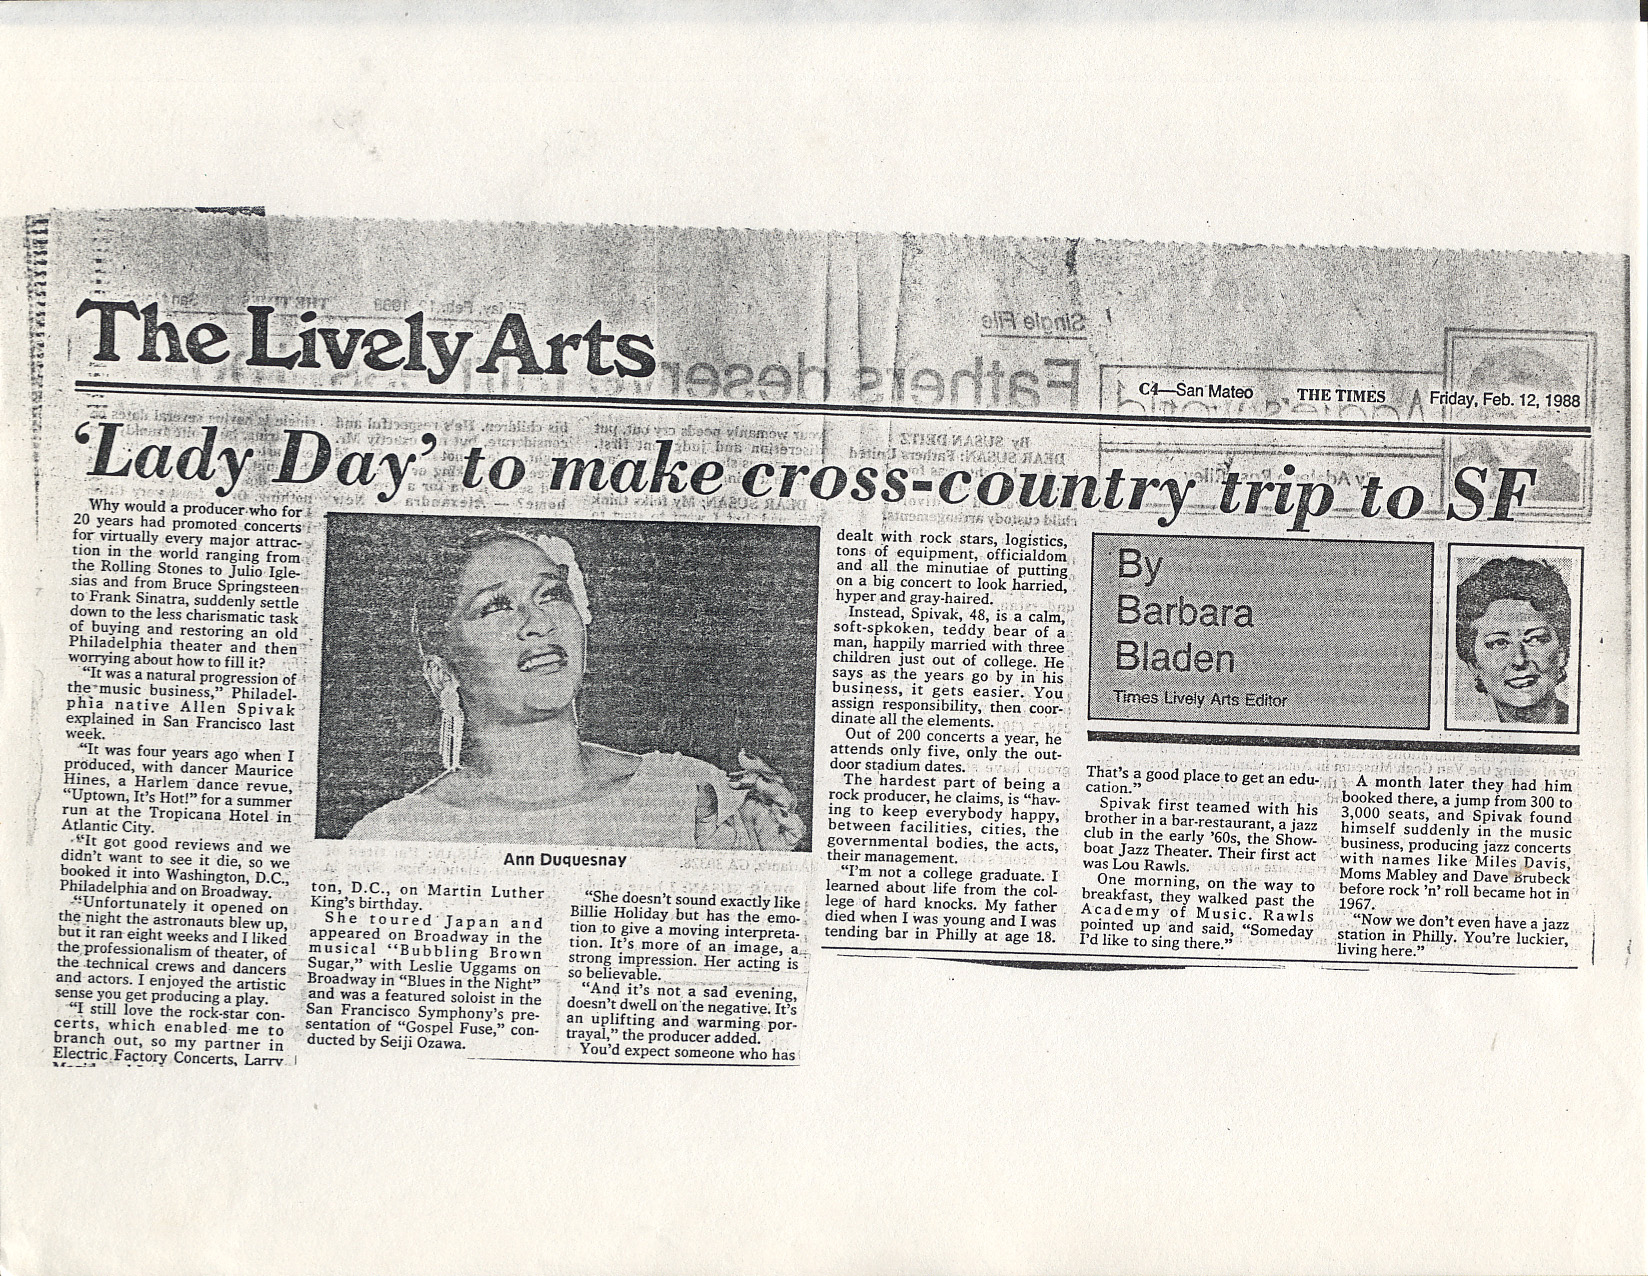 The Lively Arts
C4—San Mateo THE TIMES Friday, Feb. 12, 1988
‘Lady Day’ to make cross-country trip to SF
Why would a producer who for
20 years had promoted concerts
for virtually every major attrac-
tion in the world ranging from
the Rolling Stones to Julio Igle-
sias and from Bruce Springsteen
to Frank Sinatra, suddenly settle
down to the less charismatic task
of buying and restoring an old
Philadelphia theater and then
worrying about how to fill it?
“It was a natural progression of
the music business,” Philadel-
phia native Allen Spivak
explained in San Francisco last
week.
“It was four years ago when I
produced, with dancer Maurice
Hines, a Harlem dance revue,
“Uptown, It's Hot!” for a summer
run at the Tropicana Hotel in
Atlantic City.
“It got good reviews and we
didn't want to see it die, so we
booked it into Washington, D.C.,
Philadelphia and on Broadway.
“Unfortunately it opened on
the night the astronauts blew up,
but it ran eight weeks and I liked
the professionalism of theater, of
the technical crews and dancers
and actors. I enjoyed the artistic
sense you get producing a play.
“I still love the rock-star con-
certs, which enabled me to
branch out, so my partner in
Electric Factory Concerts, Larry
Ann Duquesnay
ton, D.C., on Martin Luther
King's birthday.
She toured Japan and
appeared on Broadway in the
musical “Bubbling Brown
Sugar,” with Leslie Uggams on
Broadway in “Blues in the Night”
and was a featured soloist in the
San Francisco Symphony's pre-
sentation of “Gospel Fuse,” con-
ducted by Seiji Ozawa.
“She doesn't sound exactly like
Billie Holiday but has the emo-
tion to give a moving interpreta-
tion. It's more of an image, a
strong impression. Her acting is
so believable.
“And it's not a sad evening,
doesn't dwell on the negative. It's
an uplifting and warming por-
trayal,” the producer added.
You'd expect someone who has
dealt with rock stars, logistics,
tons of equipment, officialdom
and all the minutiae of putting
on a big concert to look harried,
hyper and gray-haired.
Instead, Spivak, 48, is a calm,
soft-spkoken, teddy bear of a
man, happily married with three
children just out of college. He
says as the years go by in his
business, it gets easier. You
assign responsibility, then coor-
dinate all the elements.
Out of 200 concerts a year, he
attends only five, only the out-
door stadium dates.
The hardest part of being a
rock producer, he claims, is “hav-
ing to keep everybody happy,
between facilities, cities, the
governmental bodies, the acts,
their management.
“I'm not a college graduate. I
learned about life from the col-
lege of hard knocks. My father
died when I was young and I was
tending bar in Philly at age 18.
By
Barbara
Bladen
Times Lively Arts Editor
That's a good place to get an edu-
cation.”
Spivak first teamed with his
brother in a bar-restaurant, a jazz
club in the early '60s, the Show-
boat Jazz Theater. Their first act
was Lou Rawls.
One morning, on the way to
breakfast, they walked past the
Academy of Music. Rawls
pointed up and said, “Someday
I'd like to sing there.”
A month later they had him
booked there, a jump from 300 to
3,000 seats, and Spivak found
himself suddenly in the music
business, producing jazz concerts
with names like Miles Davis,
Moms Mabley and Dave Brubeck
before rock 'n' roll became hot in
1967.
“Now we don't even have a jazz
station in Philly. You're luckier,
living here.”